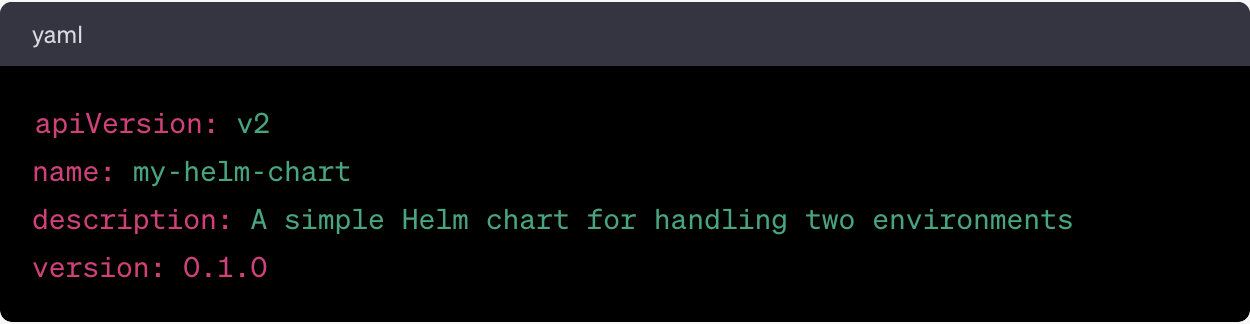 yaml
apiVersion: v2
name: my-helm-chart
description: A simple Helm chart for handling two environments
version: 0.1.0